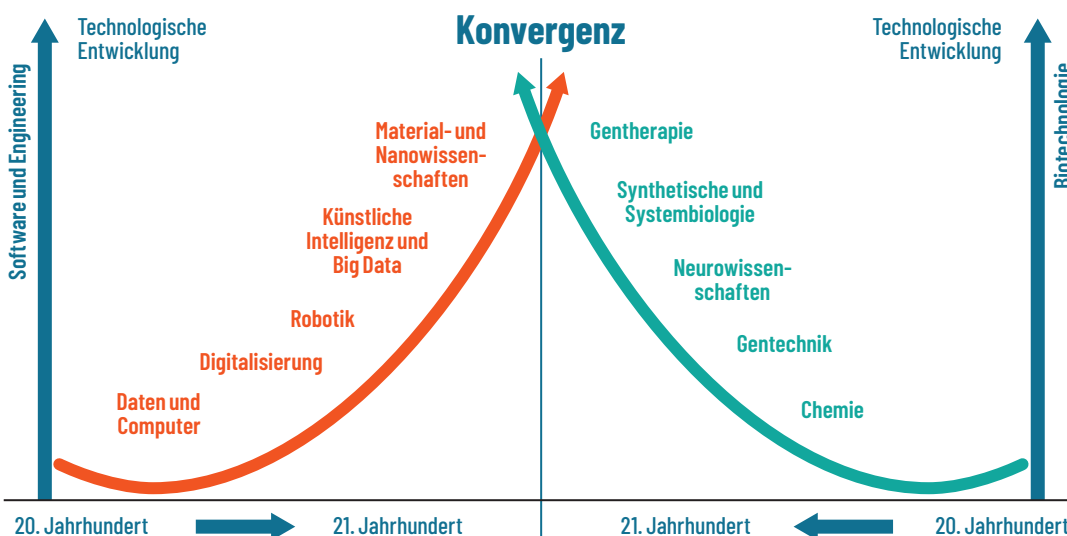 Konvergenz
Technologische
Entwicklung
Software und Engineering
Material- und
Nanowissen-
schaften
Künstliche
Intelligenz und
Big Data
Robotik
Digitalisierung
Daten und
Computer
Technologische
Entwicklung
Biotechnologie
Gentherapie
Synthetische und
Systembiologie
Neurowissen-
schaften
Gentechnik
Chemie
20. Jahrhundert
21. Jahrhundert
21. Jahrhundert
20. Jahrhundert